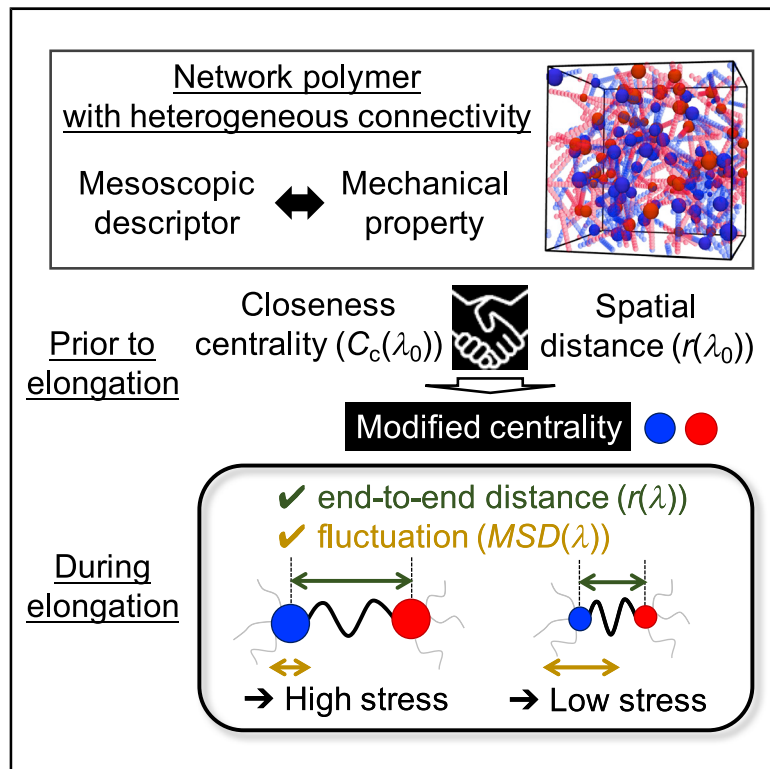 Network polymer
with heterogeneous connectivity
Mesoscopic
descriptor
Mechanical
property
Prior to
elongation
Closeness
centrality (Cc(λ0))
Spatial
distance (r(λ0))
Modified centrality
During
elongation
✔ end-to-end distance (r(λ))
✔ fluctuation (MSD(λ))
➔ High stress
➔ Low stress